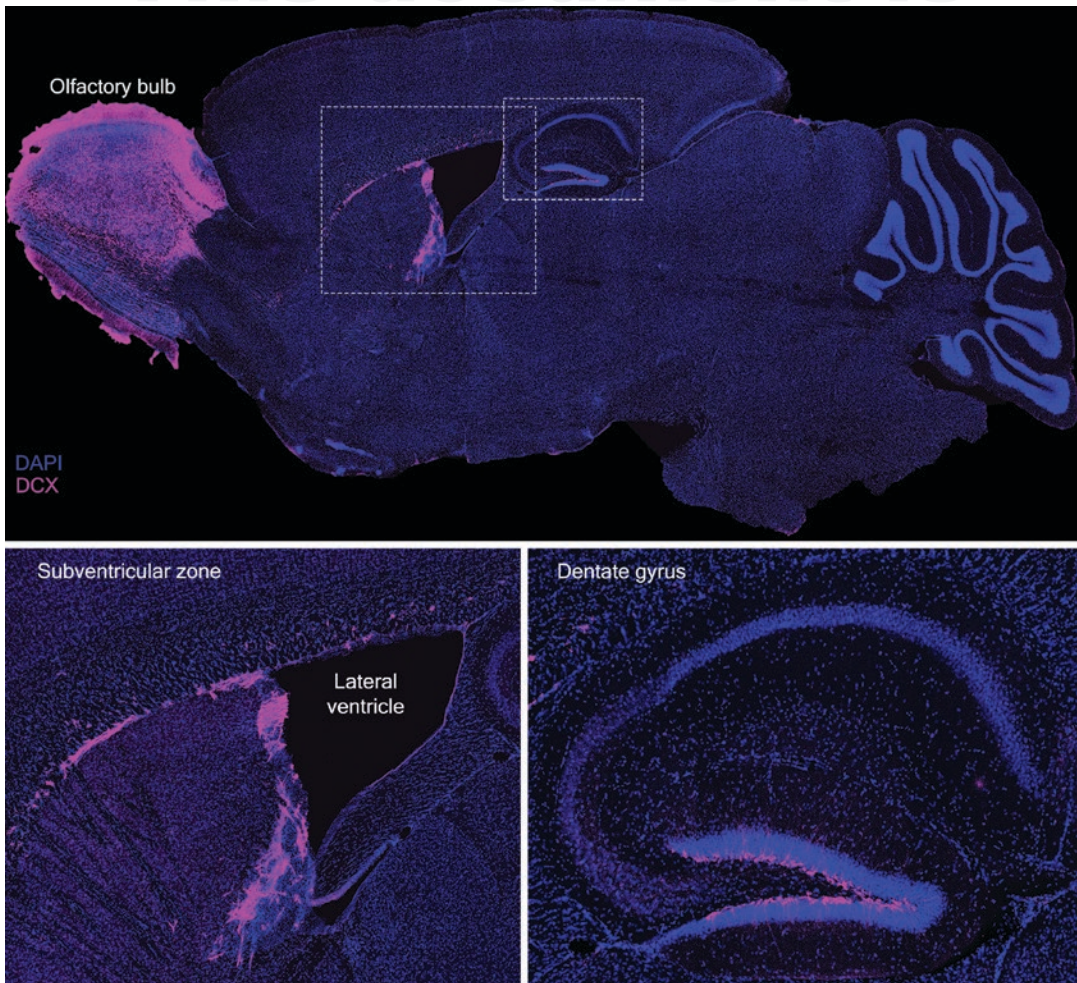 Olfactory bulb
DAPI
DCX
Subventricular zone
Lateral
ventricle
Dentate gyrus